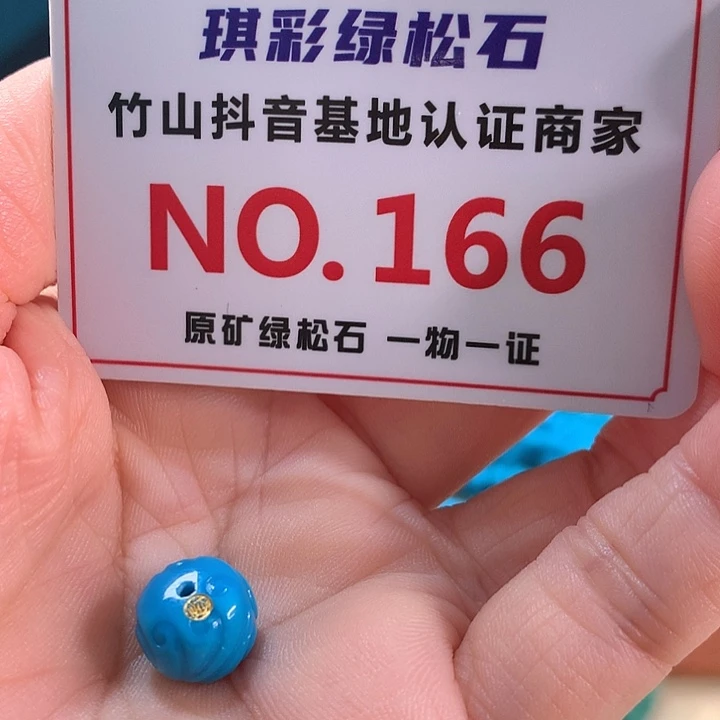 琪彩绿松石
竹山抖音基地认证商家
NO.166
原矿绿松石 一物一证